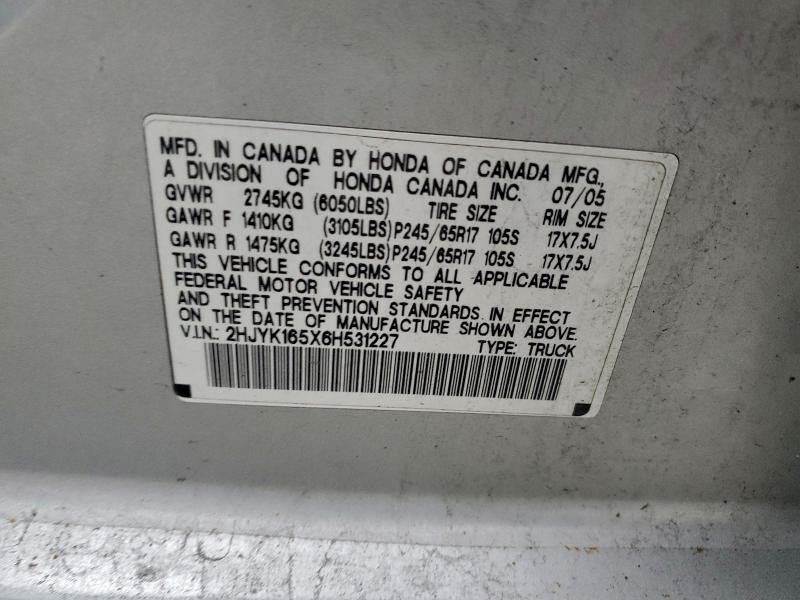 MFD. IN CANADA BY HONDA OF CANADA MFG.,
A DIVISION OF HONDA CANADA INC. 07/05
GVWR 2745KG (6050LBS) TIRE SIZE RIM SIZE
GAWR F 1410KG (3105LBS) P245/65R17 105S 17X7.5J
GAWR R 1475KG (3245LBS) P245/65R17 105S 17X7.5J
THIS VEHICLE CONFORMS TO ALL APPLICABLE
FEDERAL MOTOR VEHICLE SAFETY
AND THEFT PREVENTION STANDARDS IN EFFECT
ON THE DATE OF MANUFACTURE SHOWN ABOVE.
V.I.N.: 2HJYK165X6H531227 TYPE: TRUCK